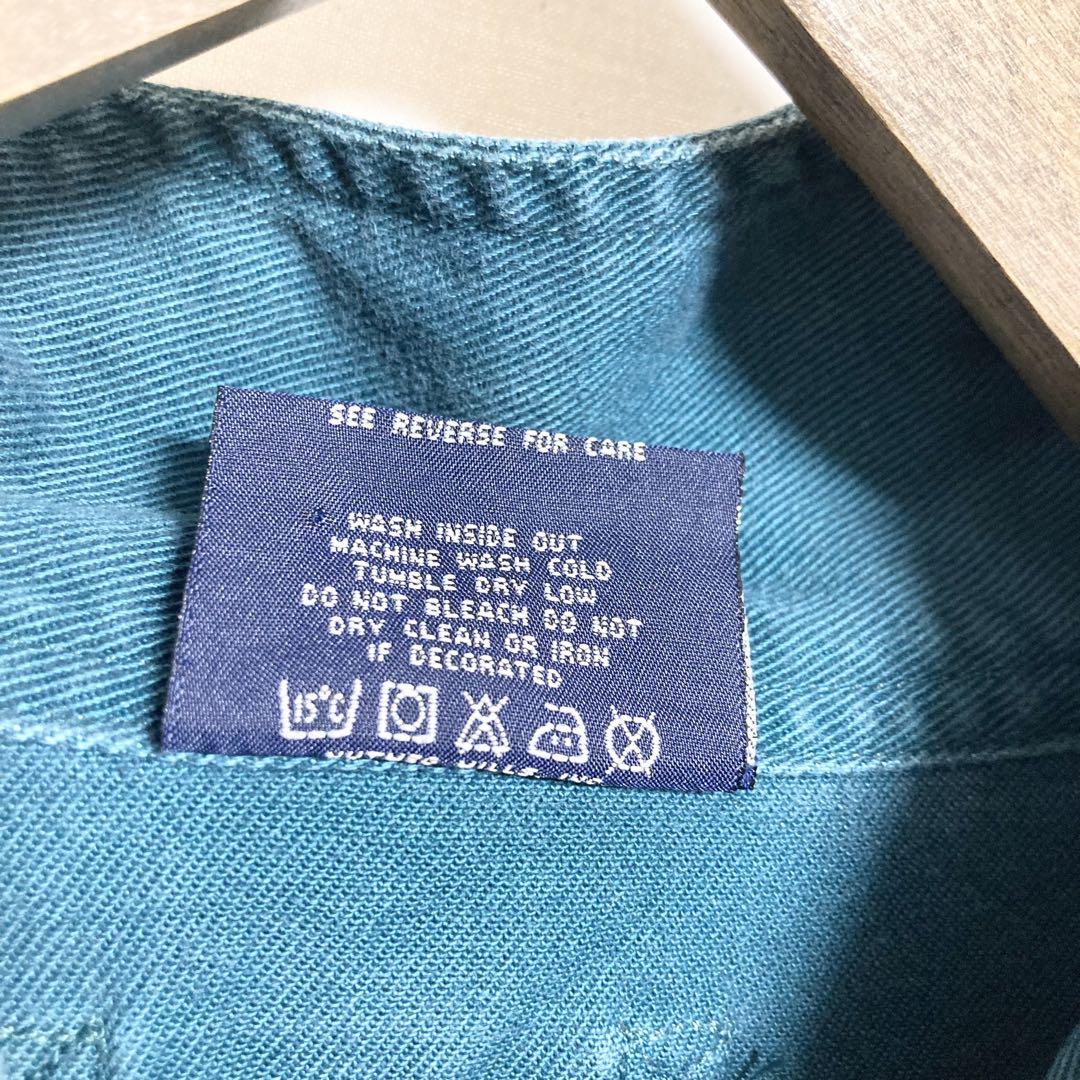 SEE REVERSE FOR CARE
WASH INSIDE OUT
MACHINE WASH COLD
TUMBLE DRY LOW
DO NOT BLEACH DO NOT
DRY CLEAN OR IRON
IF DECORATED
15°C